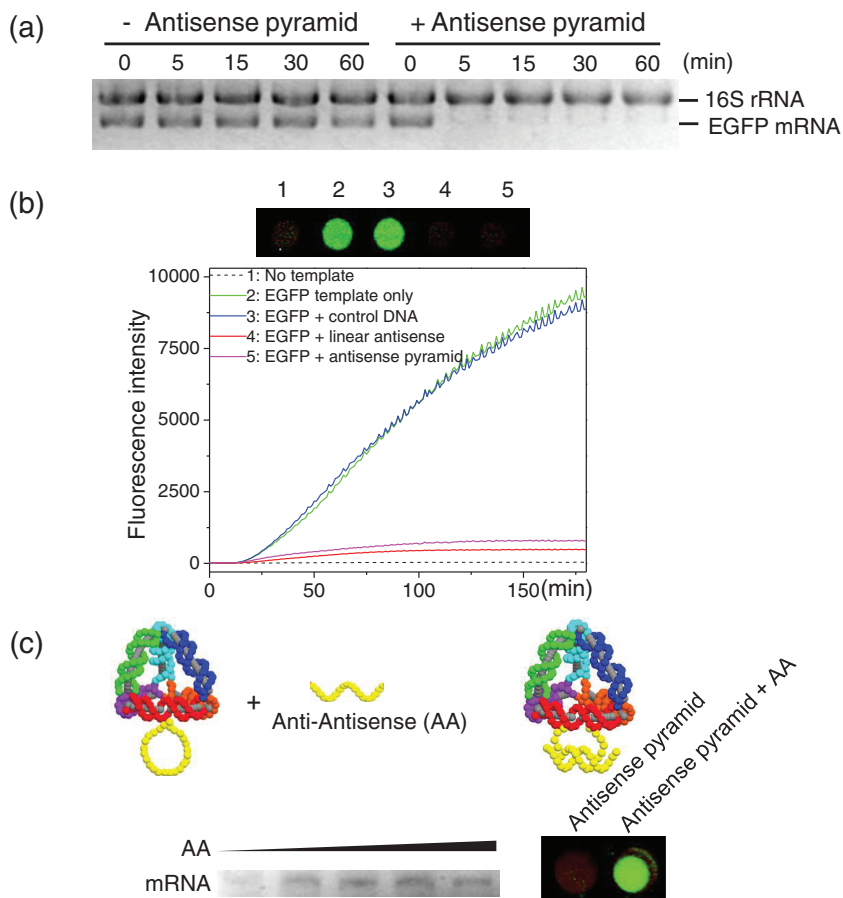 (a)
- Antisense pyramid + Antisense pyramid
0 5 15 30 60 0 5 15 30 60 (min)
16S rRNA
EGFP mRNA
(b)
1 2 3 4 5
10000
7500
5000
2500
0
Fluorescence intensity
1: No template
2: EGFP template only
3: EGFP + control DNA
4: EGFP + linear antisense
5: EGFP + antisense pyramid
0 50 100 150 (min)
(c)
+
Anti-Antisense (AA)
Antisense pyramid
Antisense pyramid + AA
AA
mRNA